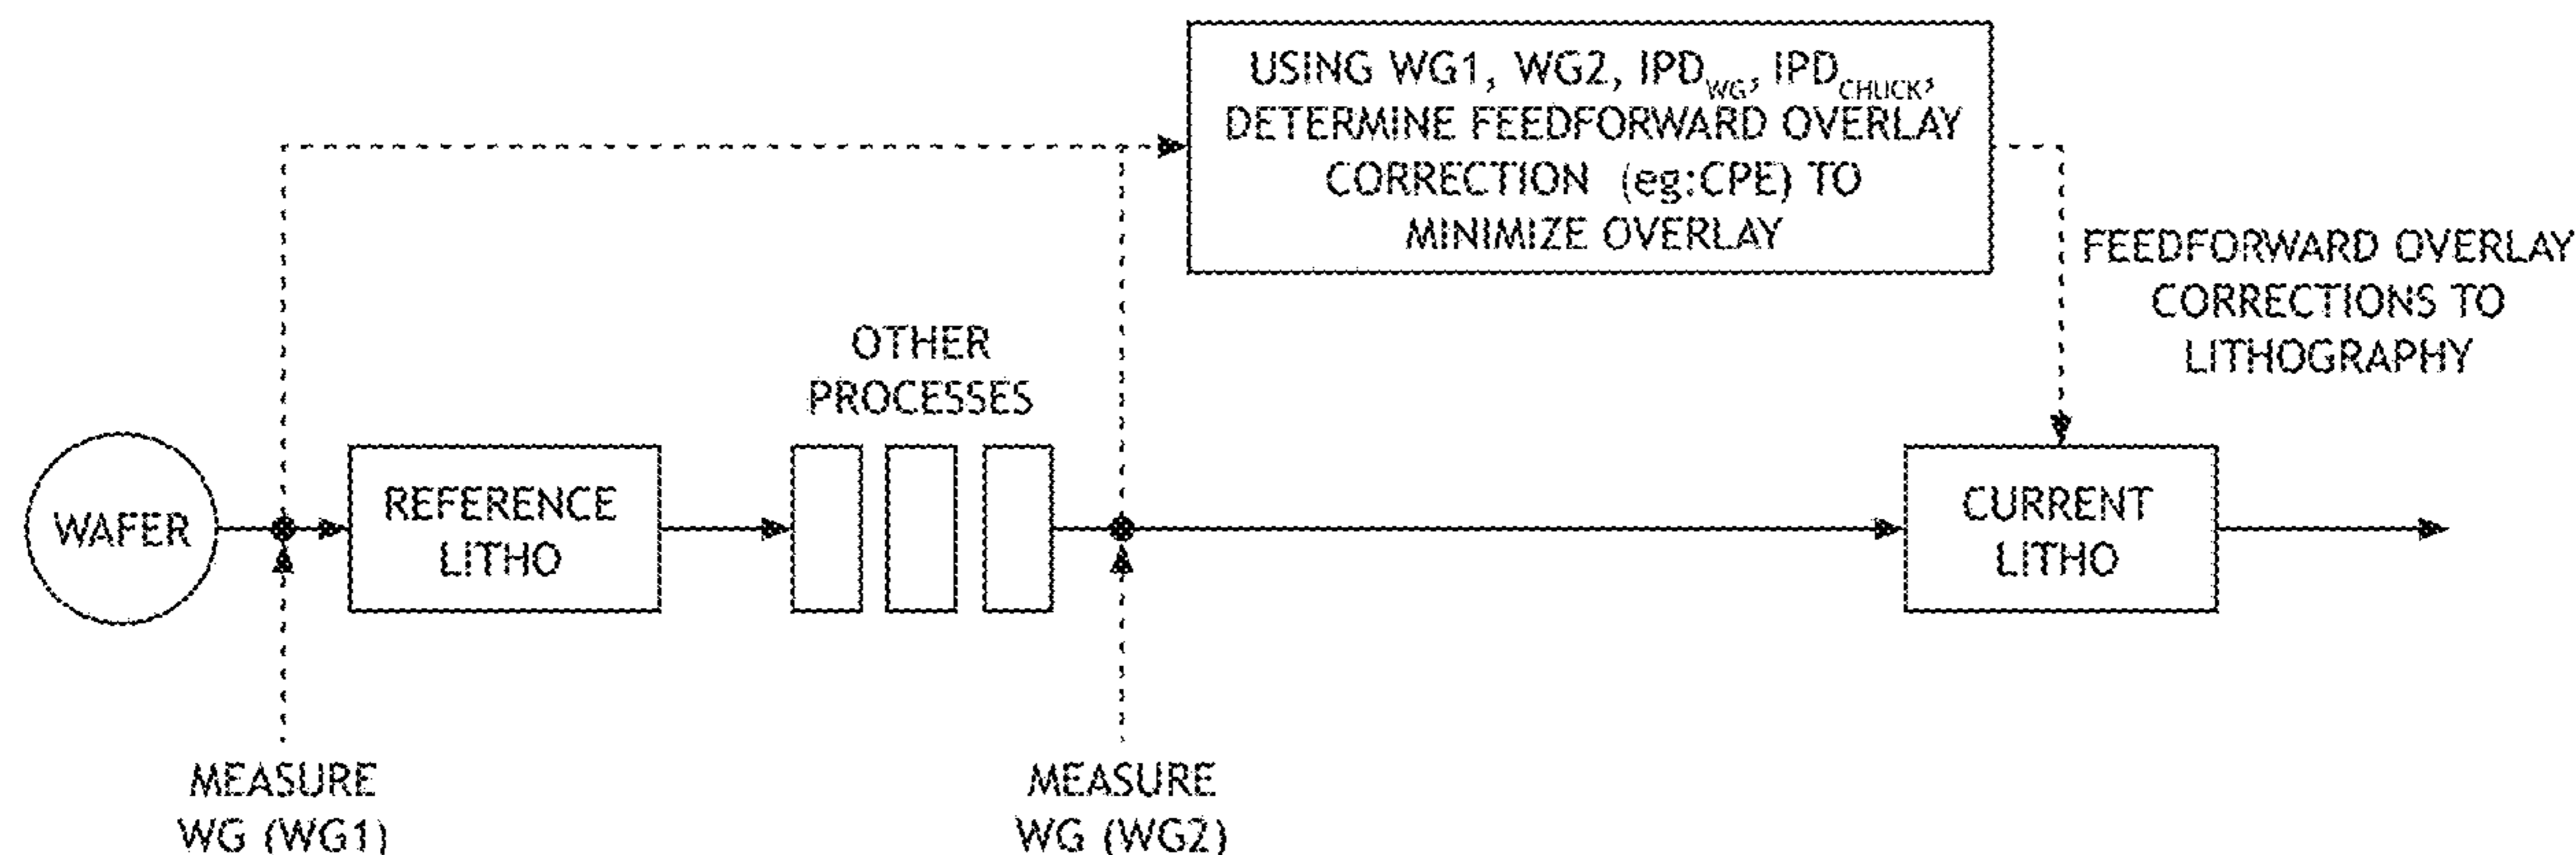 USING WG1, WG2, IPD_WG, IPD_CHUCK,
DETERMINE FEEDFORWARD OVERLAY
CORRECTION (eg:CPE) TO
MINIMIZE OVERLAY
FEEDFORWARD OVERLAY
CORRECTIONS TO
LITHOGRAPHY
OTHER
PROCESSES
WAFER
REFERENCE
LITHO
CURRENT
LITHO
MEASURE
WG (WG1)
MEASURE
WG (WG2)